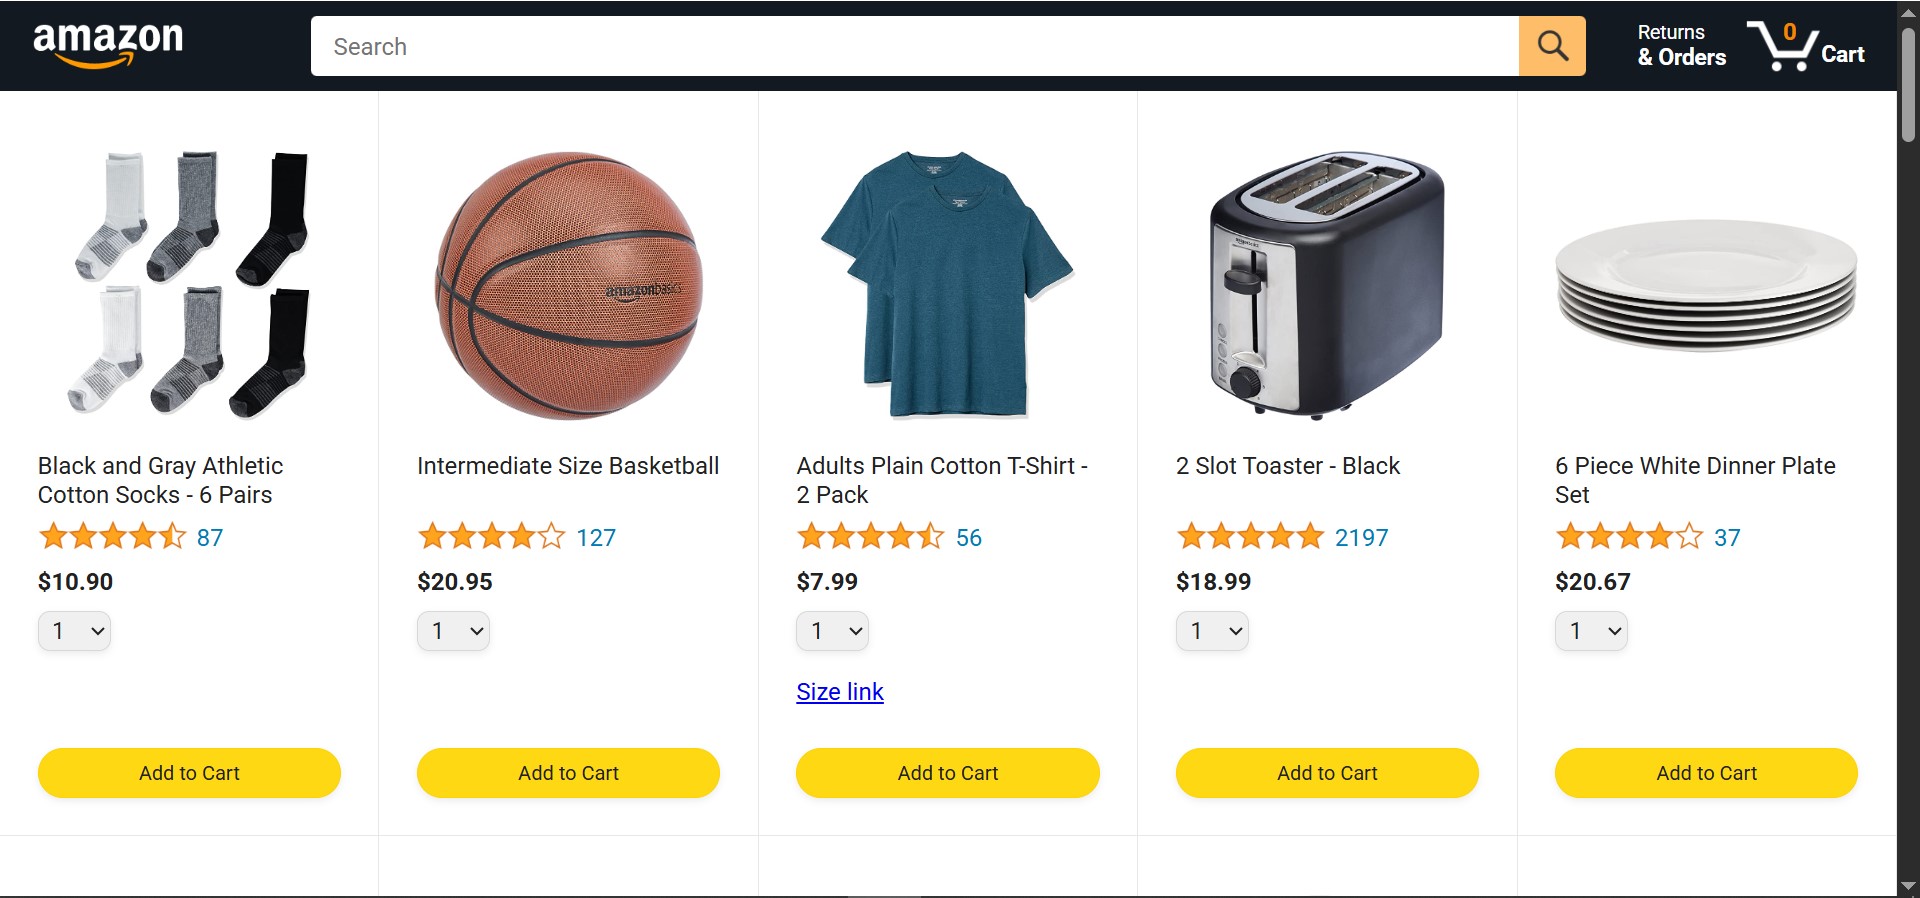 amazon
Search
Returns
& Orders
0
Cart
amazonbasics
Black and Gray Athletic
Cotton Socks - 6 Pairs
87
$10.90
1
Add to Cart
Intermediate Size Basketball
127
$20.95
1
Add to Cart
Adults Plain Cotton T-Shirt -
2 Pack
56
$7.99
1
Size link
Add to Cart
2 Slot Toaster - Black
2197
$18.99
1
Add to Cart
6 Piece White Dinner Plate
Set
37
$20.67
1
Add to Cart